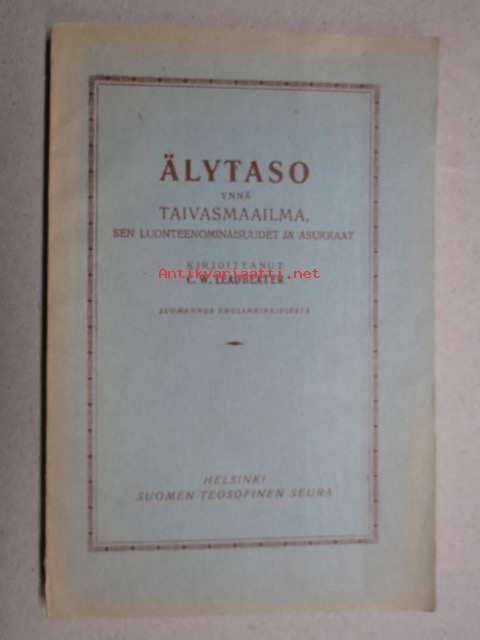 ÄLYTASO
YNNÄ
TAIVASMAAILMA,
SEN LUONTEENOMINAISUUDET JA ASUKKAAT
KIRJOITTANUT
Antikvariaatti.net
C. W. LEADBEATER
SUOMENNOS ENGLANNINKIELESTÄ
HELSINKI
SUOMEN TEOSOFINEN SEURA